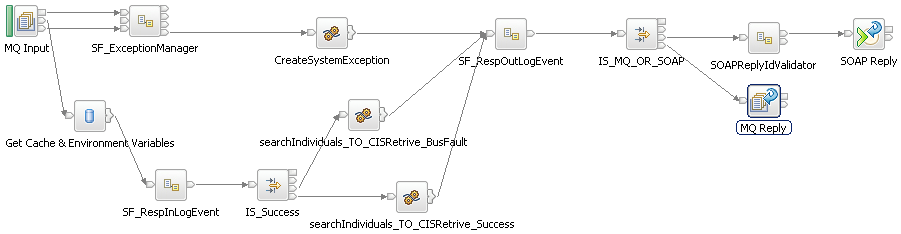 MQ Input
SF_ExceptionManager
CreateSystemException
SF_RespOutLogEvent
IS_MQ_OR_SOAP
SOAPReplyIdValidator
SOAP Reply
MQ Reply
Get Cache & Environment Variables
searchIndividuals_TO_CISRetrive_BusFault
SF_RespInLogEvent
IS_Success
searchIndividuals_TO_CISRetrive_Success